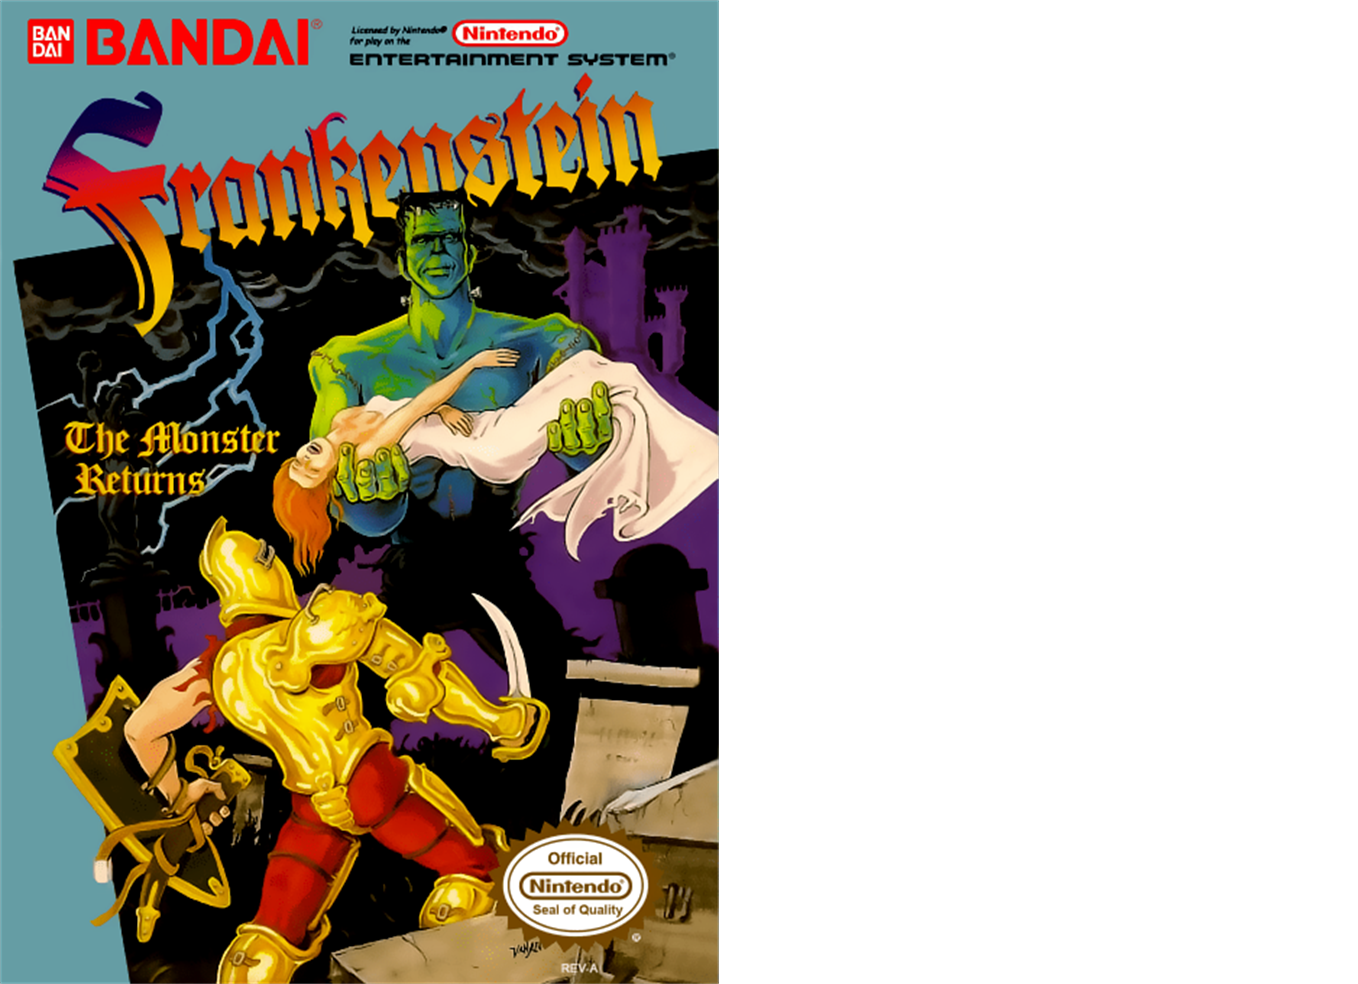 BAN
DAI
BANDAI®
Licensed by Nintendo®
for play on the
Nintendo®
ENTERTAINMENT SYSTEM®
Frankenstein
The Monster
Returns
Official
Nintendo®
Seal of Quality
®
REV-A